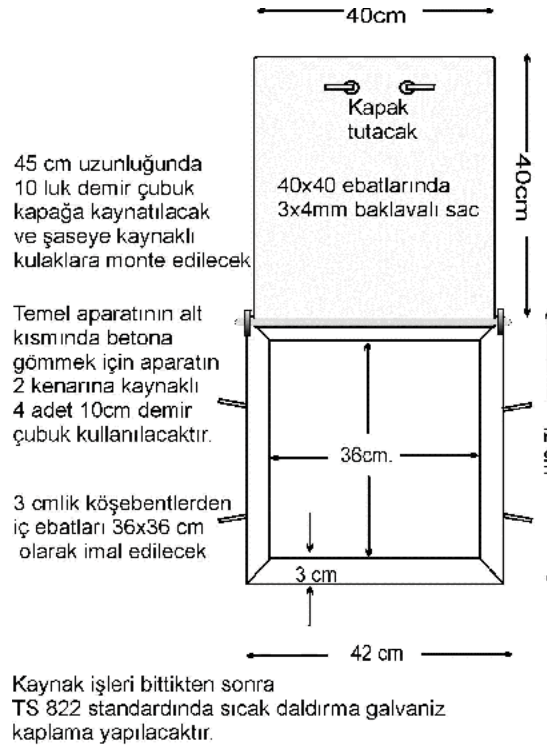 40cm
Kapak
tutacak
40cm
45 cm uzunluğunda
10 luk demir çubuk
kapağa kaynatılacak
ve şaseye kaynaklı
kulaklara monte edilecek
40x40 ebatlarında
3x4mm baklavalı sac
Temel aparatının alt
kısmında betona
gömmek için aparatın
2 kenarına kaynaklı
4 adet 10cm demir
çubuk kullanılacaktır.
36cm.
3 cmlik köşebentlerden
iç ebatları 36x36 cm
olarak imal edilecek
3 cm
42 cm
Kaynak işleri bittikten sonra
TS 822 standardında sıcak daldırma galvaniz
kaplama yapılacaktır.